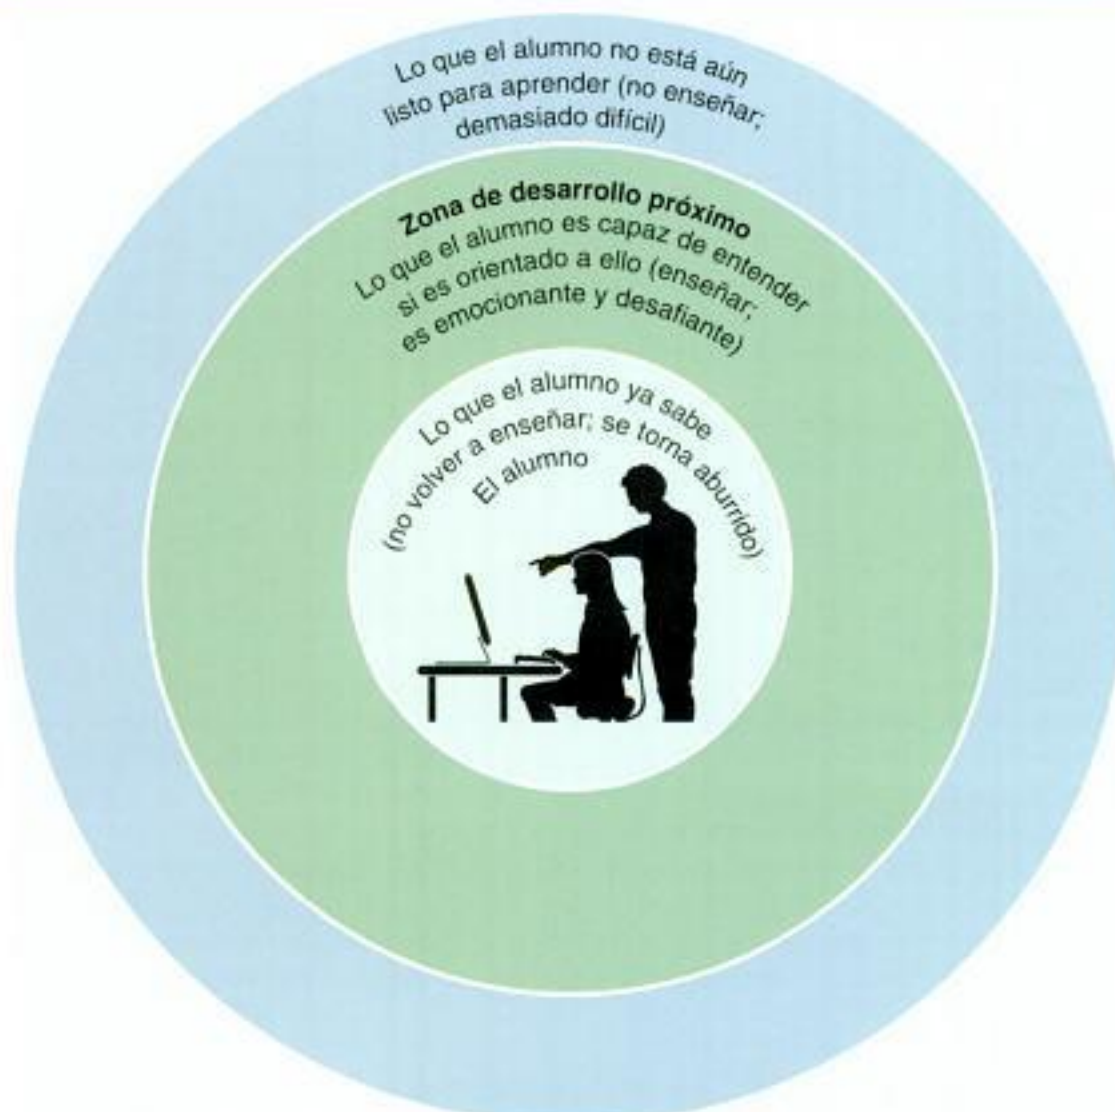 Lo que el alumno no está aún
listo para aprender (no enseñar;
demasiado difícil)
Zona de desarrollo próximo
Lo que el alumno es capaz de entender
si es orientado a ello (enseñar;
es emocionante y desafiante)
Lo que el alumno ya sabe
(no volver a enseñar; se torna aburrido)
El alumno